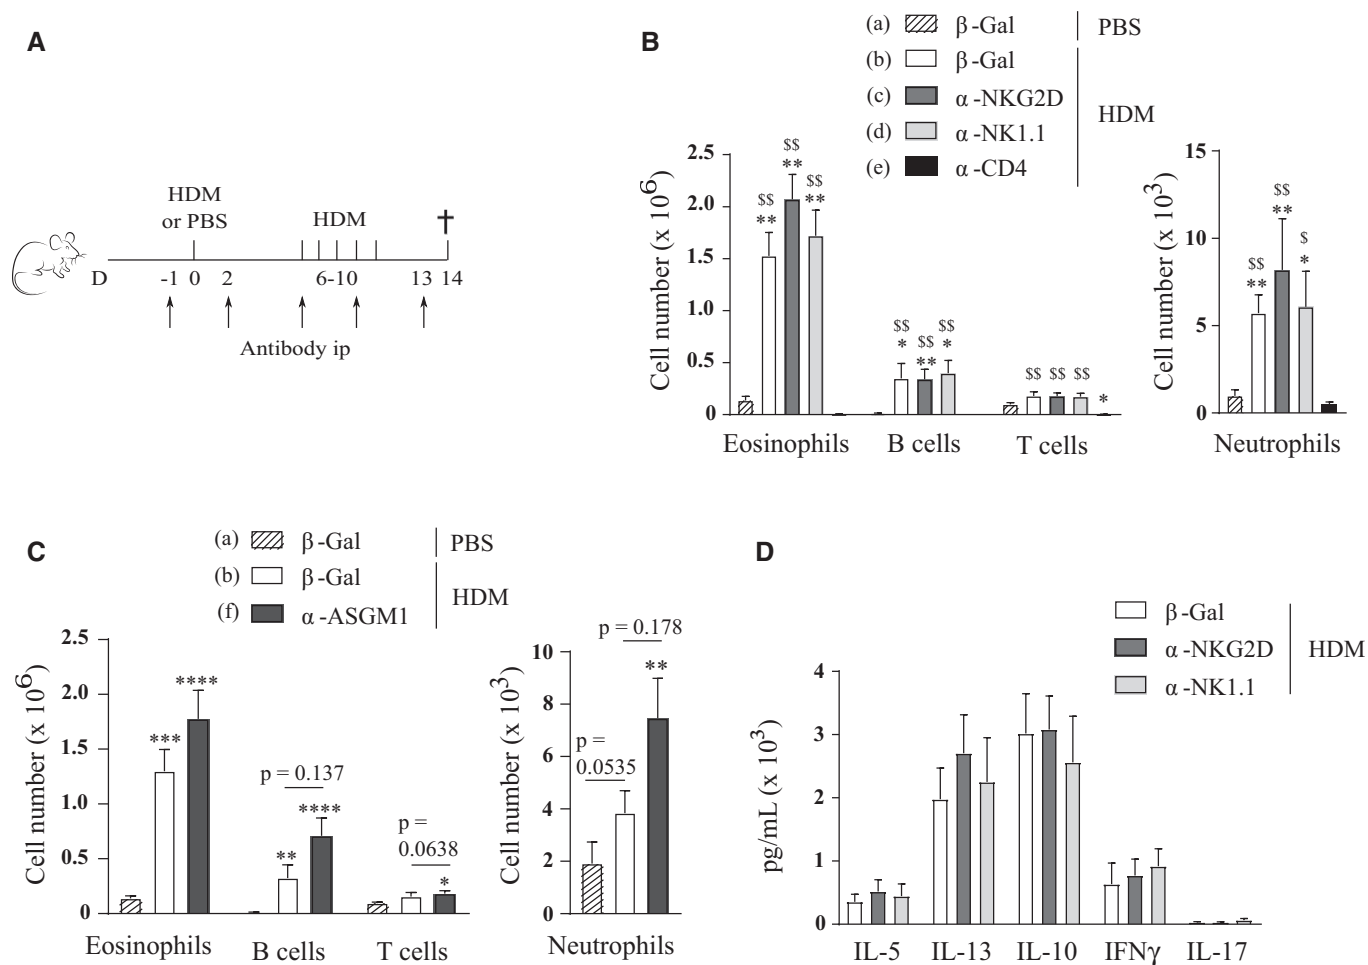 A
HDM
or PBS
HDM
†
D
-1
0
2
6-10
13
14
Antibody ip
B
(a) β-Gal PBS
(b) β-Gal
(c) α-NKG2D
HDM
(d) α-NK1.1
(e) α-CD4
Cell number (x 10^6)
2.5
2.0
1.5
1.0
0.5
0
$$
**
$$
**
$$
**
$$
*
$$
**
$$
*
$$
$$
$$
*
Eosinophils
B cells
T cells
Cell number (x 10^3)
15
10
5
0
$$
**
$$
**
$
*
Neutrophils
C
(a) β-Gal PBS
(b) β-Gal
HDM
(f) α-ASGM1
Cell number (x 10^6)
2.5
2.0
1.5
1.0
0.5
0
***
****
p = 0.137
**
****
p =
0.0638
*
Eosinophils
B cells
T cells
Cell number (x 10^3)
10
8
6
4
2
0
p = 0.178
**
p =
0.0535
Neutrophils
D
β-Gal
α-NKG2D HDM
α-NK1.1
pg/mL (x 10^3)
4
3
2
1
0
IL-5
IL-13
IL-10
IFNγ
IL-17